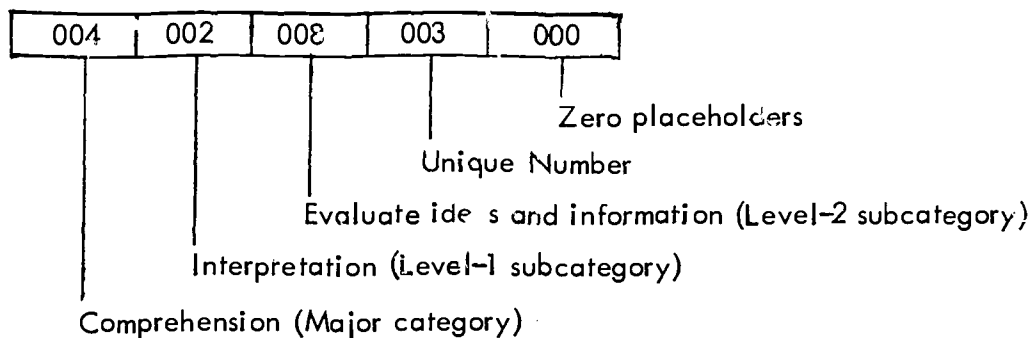 004 002 008 003 000
Zero placeholders
Unique Number
Evaluate ide s and information (Level-2 subcategory)
Interpretation (Level-1 subcategory)
Comprehension (Major category)